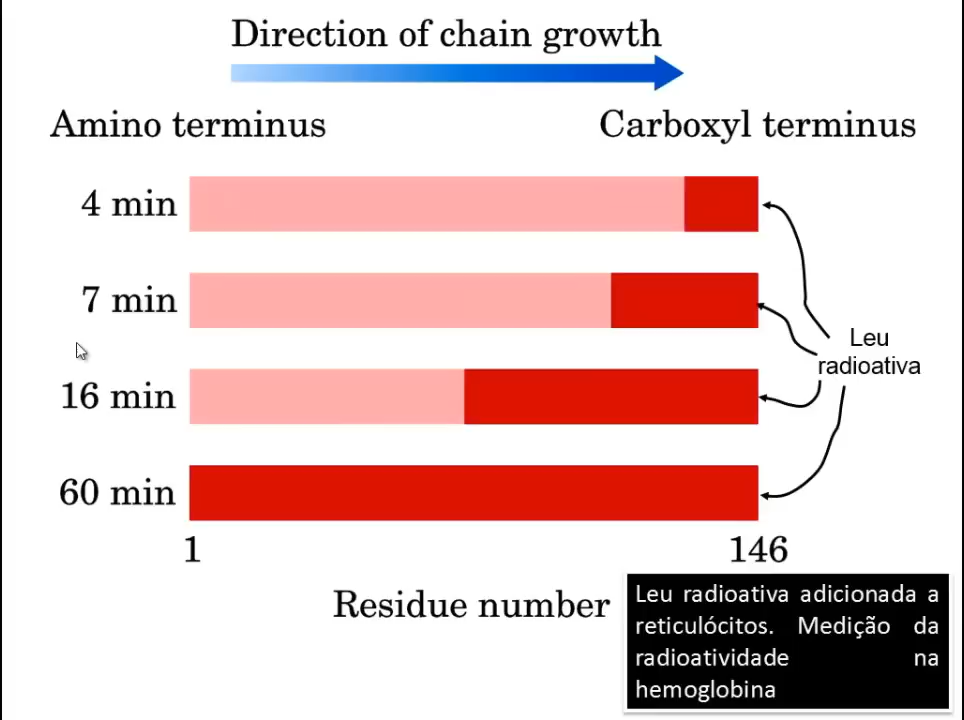 Direction of chain growth
Amino terminus
Carboxyl terminus
4 min
7 min
Leu
radioativa
16 min
60 min
1
146
Residue number
Leu radioativa adicionada a
reticulócitos. Medição da
radioatividade na
hemoglobina